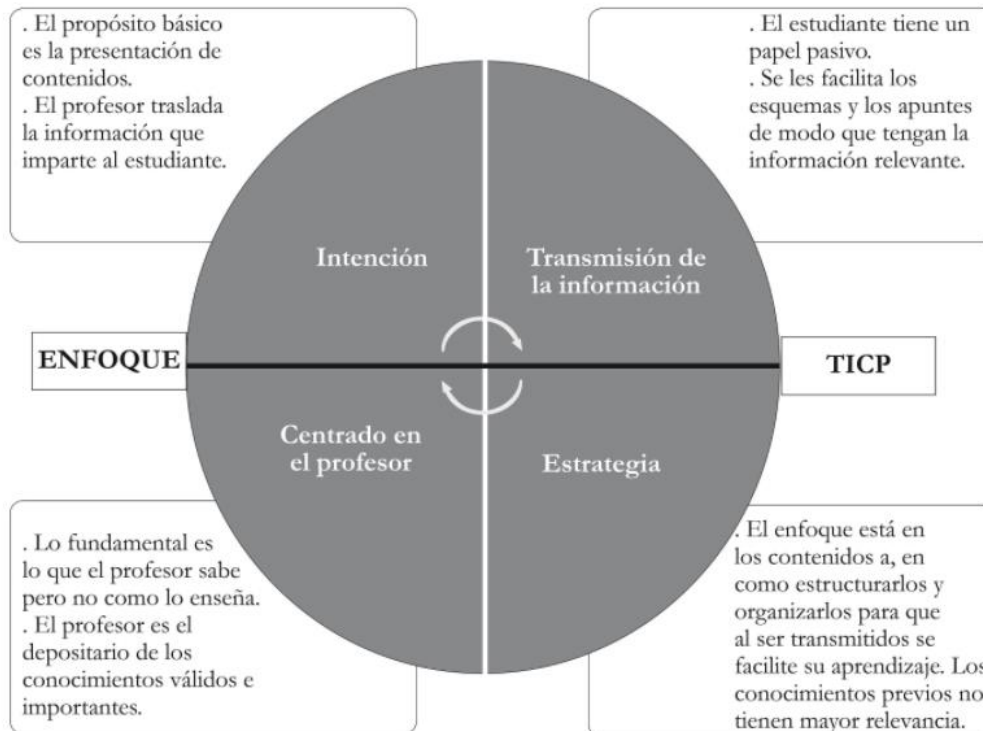 . El propósito básico
es la presentación de
contenidos.
. El profesor traslada
la información que
imparte al estudiante.
. El estudiante tiene un
papel pasivo.
. Se les facilita los
esquemas y los apuntes
de modo que tengan la
información relevante.
Intención
Transmisión de
la información
ENFOQUE
TICP
Centrado en
el profesor
Estrategia
. Lo fundamental es
lo que el profesor sabe
pero no como lo enseña.
. El profesor es el
depositario de los
conocimientos válidos e
importantes.
. El enfoque está en
los contenidos a, en
como estructurarlos y
organizarlos para que
al ser transmitidos se
facilite su aprendizaje. Los
conocimientos previos no
tienen mayor relevancia.